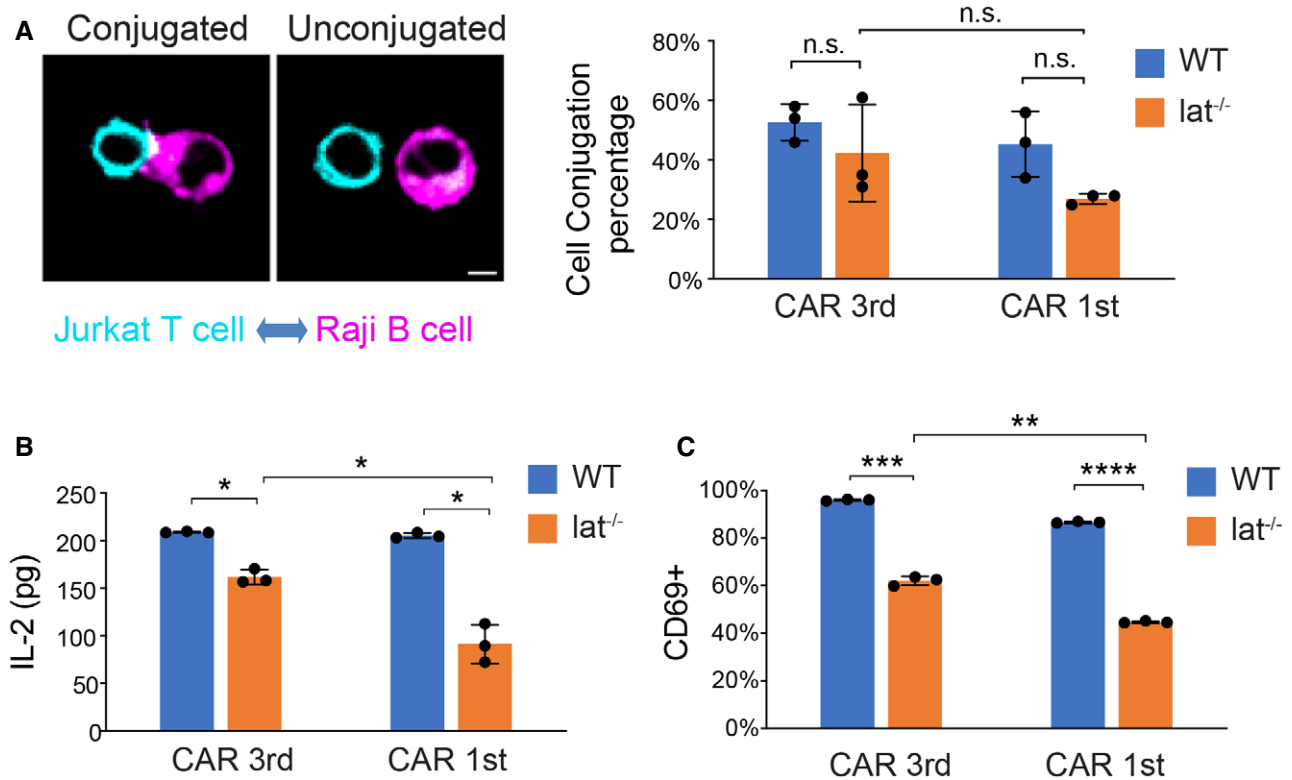 A
Conjugated
Unconjugated
Jurkat T cell
Raji B cell
Cell Conjugation
percentage
80%
60%
40%
20%
0%
n.s.
n.s.
n.s.
CAR 3rd
CAR 1st
WT
lat-/-
B
IL-2 (pg)
250
200
150
100
50
0
*
*
*
CAR 3rd
CAR 1st
WT
lat-/-
C
CD69+
100%
80%
60%
40%
20%
0%
**
***
****
CAR 3rd
CAR 1st
WT
lat-/-